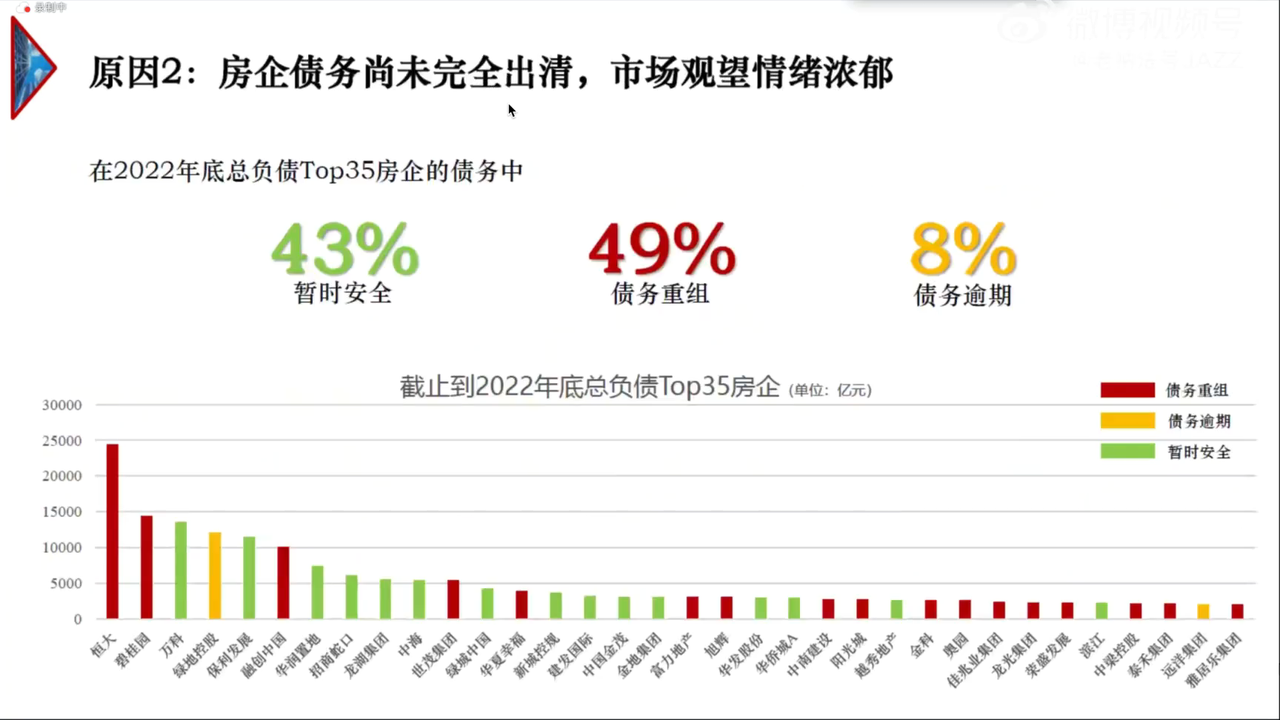 录制中
微博视频号
原因2：房企债务尚未完全出清，市场观望情绪浓郁
在2022年底总负债Top35房企的债务中
43%
49%
8%
暂时安全
债务重组
债务逾期
截止到2022年底总负债Top35房企 (单位：亿元)
债务重组
债务逾期
暂时安全
30000
25000
20000
15000
10000
5000
0
恒大
碧桂园
万科
绿地控股
保利发展
融创中国
华润置地
招商蛇口
龙湖集团
中海
世茂集团
绿城中国
华夏幸福
新城控规
建发国际
中国金茂
金地集团
富力地产
旭辉
华发股份
华侨城A
中南建设
阳光城
越秀地产
金科
奥园
佳兆业集团
龙光集团
荣盛发展
滨江
中梁控股
泰禾集团
远洋集团
雅居乐集团